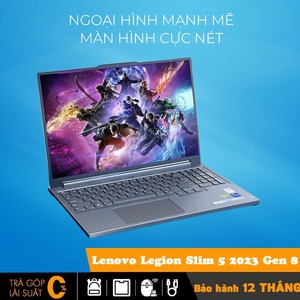 NGOẠI HÌNH MẠNH MẼ
MÀN HÌNH CỰC NÉT
Lenovo Legion Slim 5 2023 Gen 8
TRẢ GÓP
LÃI SUẤT
0%
Bảo hành 12 THÁNG